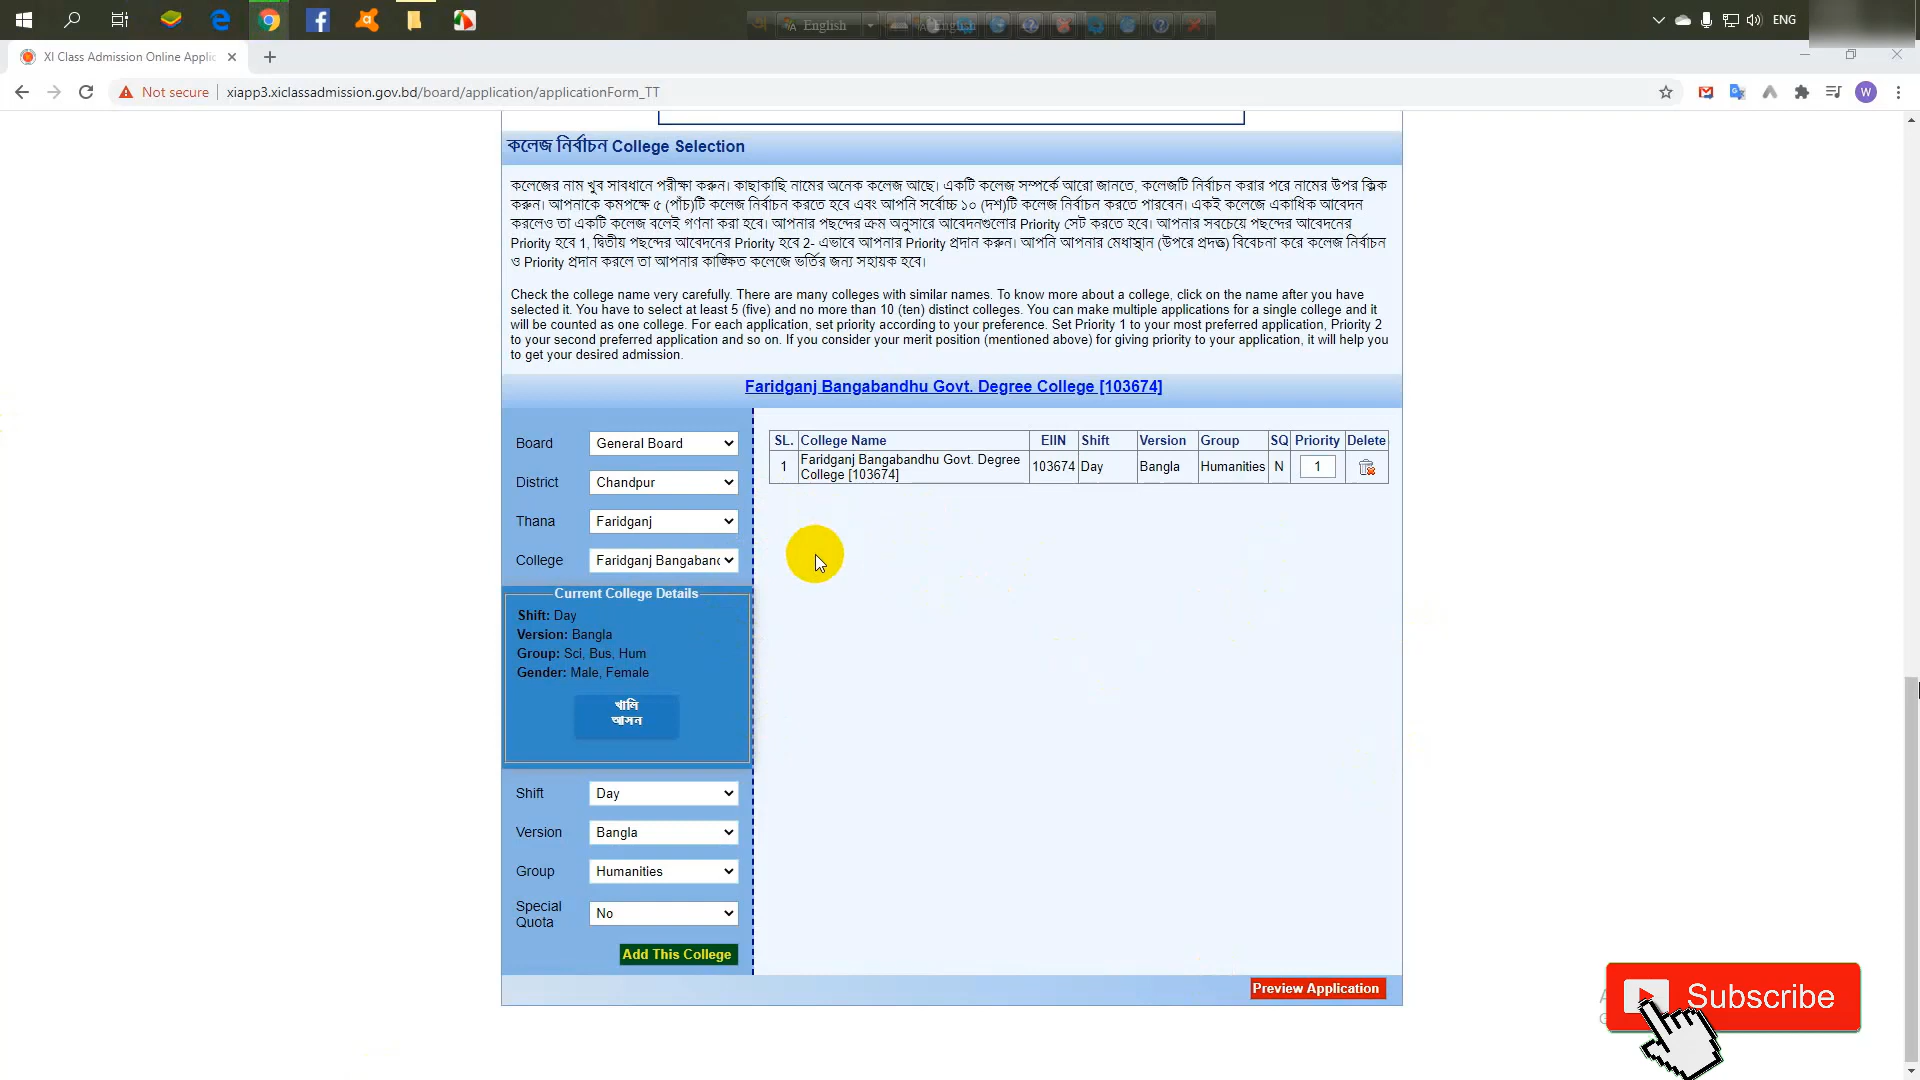 English
ENG
XI Class Admission Online Applic
Not secure
xiapp3.xiclassadmission.gov.bd/board/application/applicationForm_TT
W
কলেজ নির্বাচন College Selection
কলেজের নাম খুব সাবধানে পরীক্ষা করুন। কাছাকাছি নামের অনেক কলেজ আছে। একটি কলেজ সম্পর্কে আরো জানতে, কলেজটি নির্বাচন করার পরে নামের উপর ক্লিক
করুন। আপনাকে কমপক্ষে ৫ (পাঁচ)টি কলেজ নির্বাচন করতে হবে এবং আপনি সর্বোচ্চ ১০ (দশ)টি কলেজ নির্বাচন করতে পারবেন। একই কলেজে একাধিক আবেদন
করলেও তা একটি কলেজ বলেই গণনা করা হবে। আপনার পছন্দের ক্রম অনুসারে আবেদনগুলোর Priority সেট করতে হবে। আপনার সবচেয়ে পছন্দের আবেদনের
Priority হবে 1, দ্বিতীয় পছন্দের আবেদনের Priority হবে 2- এভাবে আপনার Priority প্রদান করুন। আপনি আপনার মেধাস্থান (উপরে প্রদত্ত) বিবেচনা করে কলেজ নির্বাচন
ও Priority প্রদান করলে তা আপনার কাঙ্ক্ষিত কলেজে ভর্তির জন্য সহায়ক হবে।
Check the college name very carefully. There are many colleges with similar names. To know more about a college, click on the name after you have
selected it. You have to select at least 5 (five) and no more than 10 (ten) distinct colleges. You can make multiple applications for a single college and it
will be counted as one college. For each application, set priority according to your preference. Set Priority 1 to your most preferred application, Priority 2
to your second preferred application and so on. If you consider your merit position (mentioned above) for giving priority to your application, it will help you
to get your desired admission.
Faridganj Bangabandhu Govt. Degree College [103674]
Board General Board
District Chandpur
Thana Faridganj
College Faridganj Bangaband
Current College Details
Shift: Day
Version: Bangla
Group: Sci, Bus, Hum
Gender: Male, Female
খালি
আসন
Shift Day
Version Bangla
Group Humanities
Special
Quota
No
Add This College
SL. College Name EIIN Shift Version Group SQ Priority Delete
1 Faridganj Bangabandhu Govt. Degree
College [103674]
103674 Day Bangla Humanities N 1
Preview Application
Subscribe